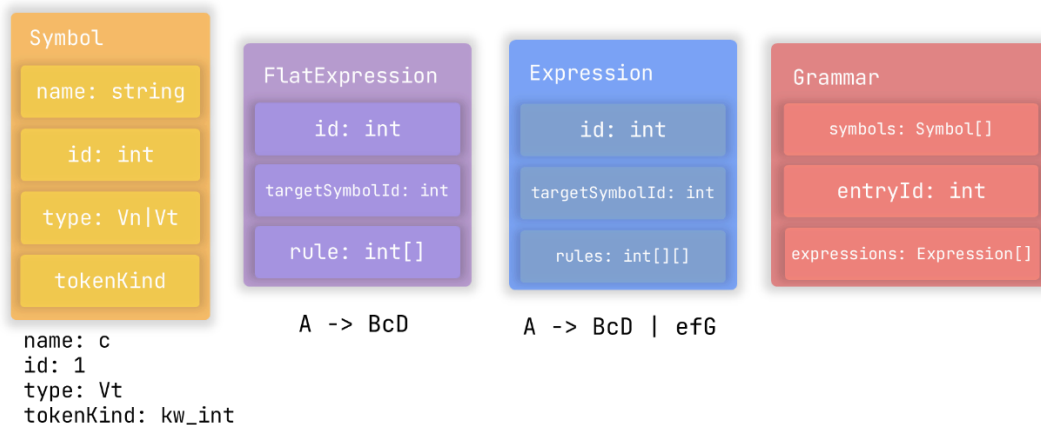 Symbol
name: string
id: int
type: Vn|Vt
tokenKind
name: c
id: 1
type: Vt
tokenKind: kw_int
FlatExpression
id: int
targetSymbolId: int
rule: int[]
A -> BcD
Expression
id: int
targetSymbolId: int
rules: int[][]
A -> BcD | efG
Grammar
symbols: Symbol[]
entryId: int
expressions: Expression[]